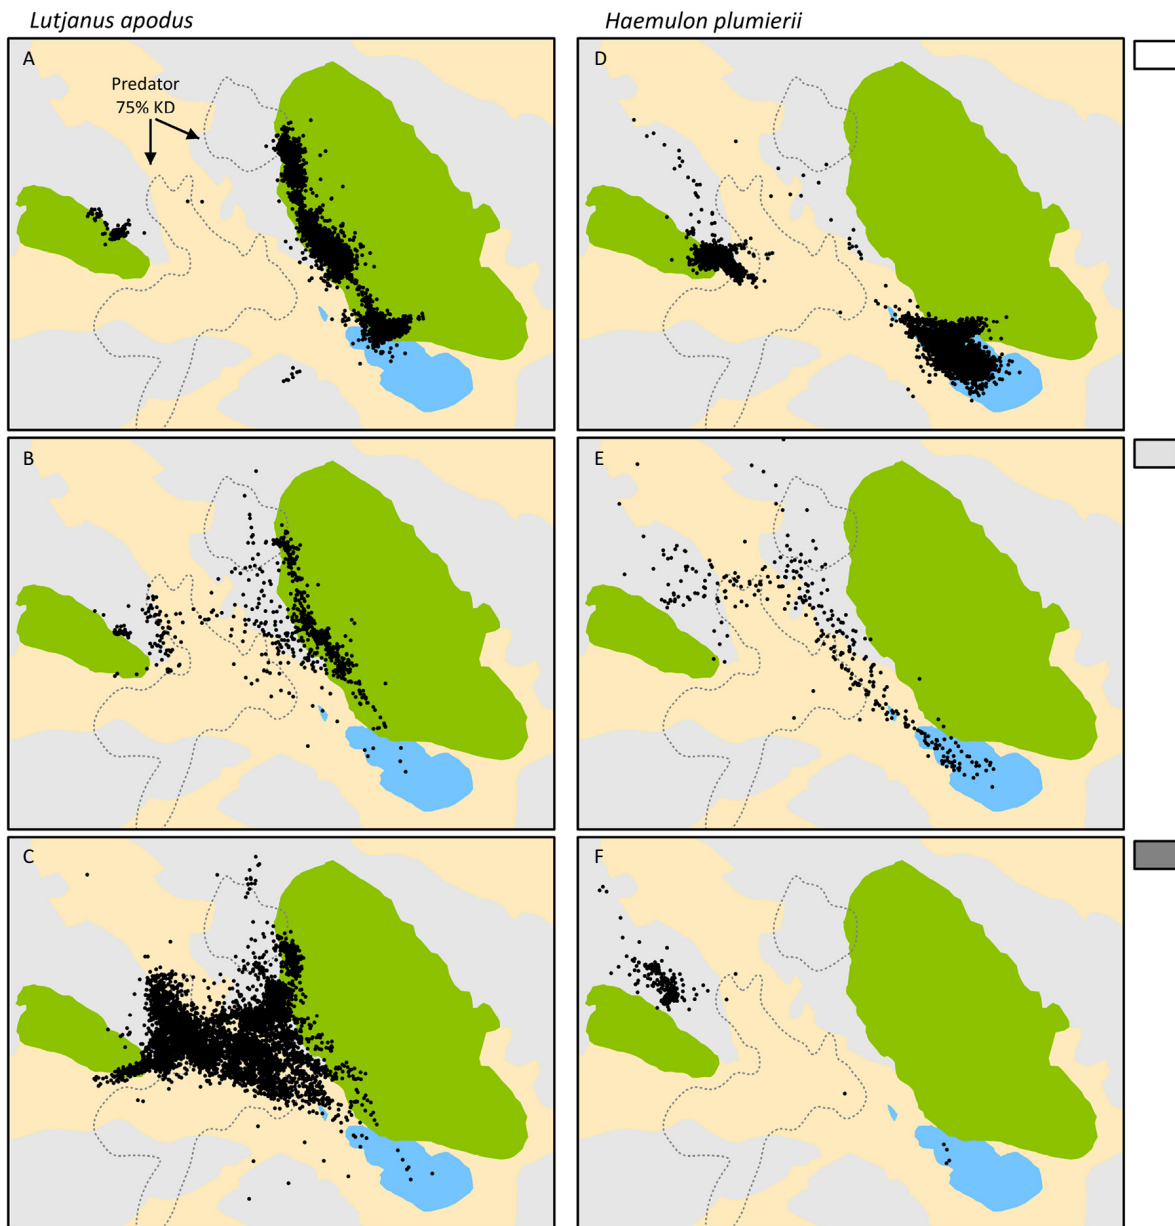 Lutjanus apodus
Haemulon plumierii
A
Predator
75% KD
D
B
E
C
F